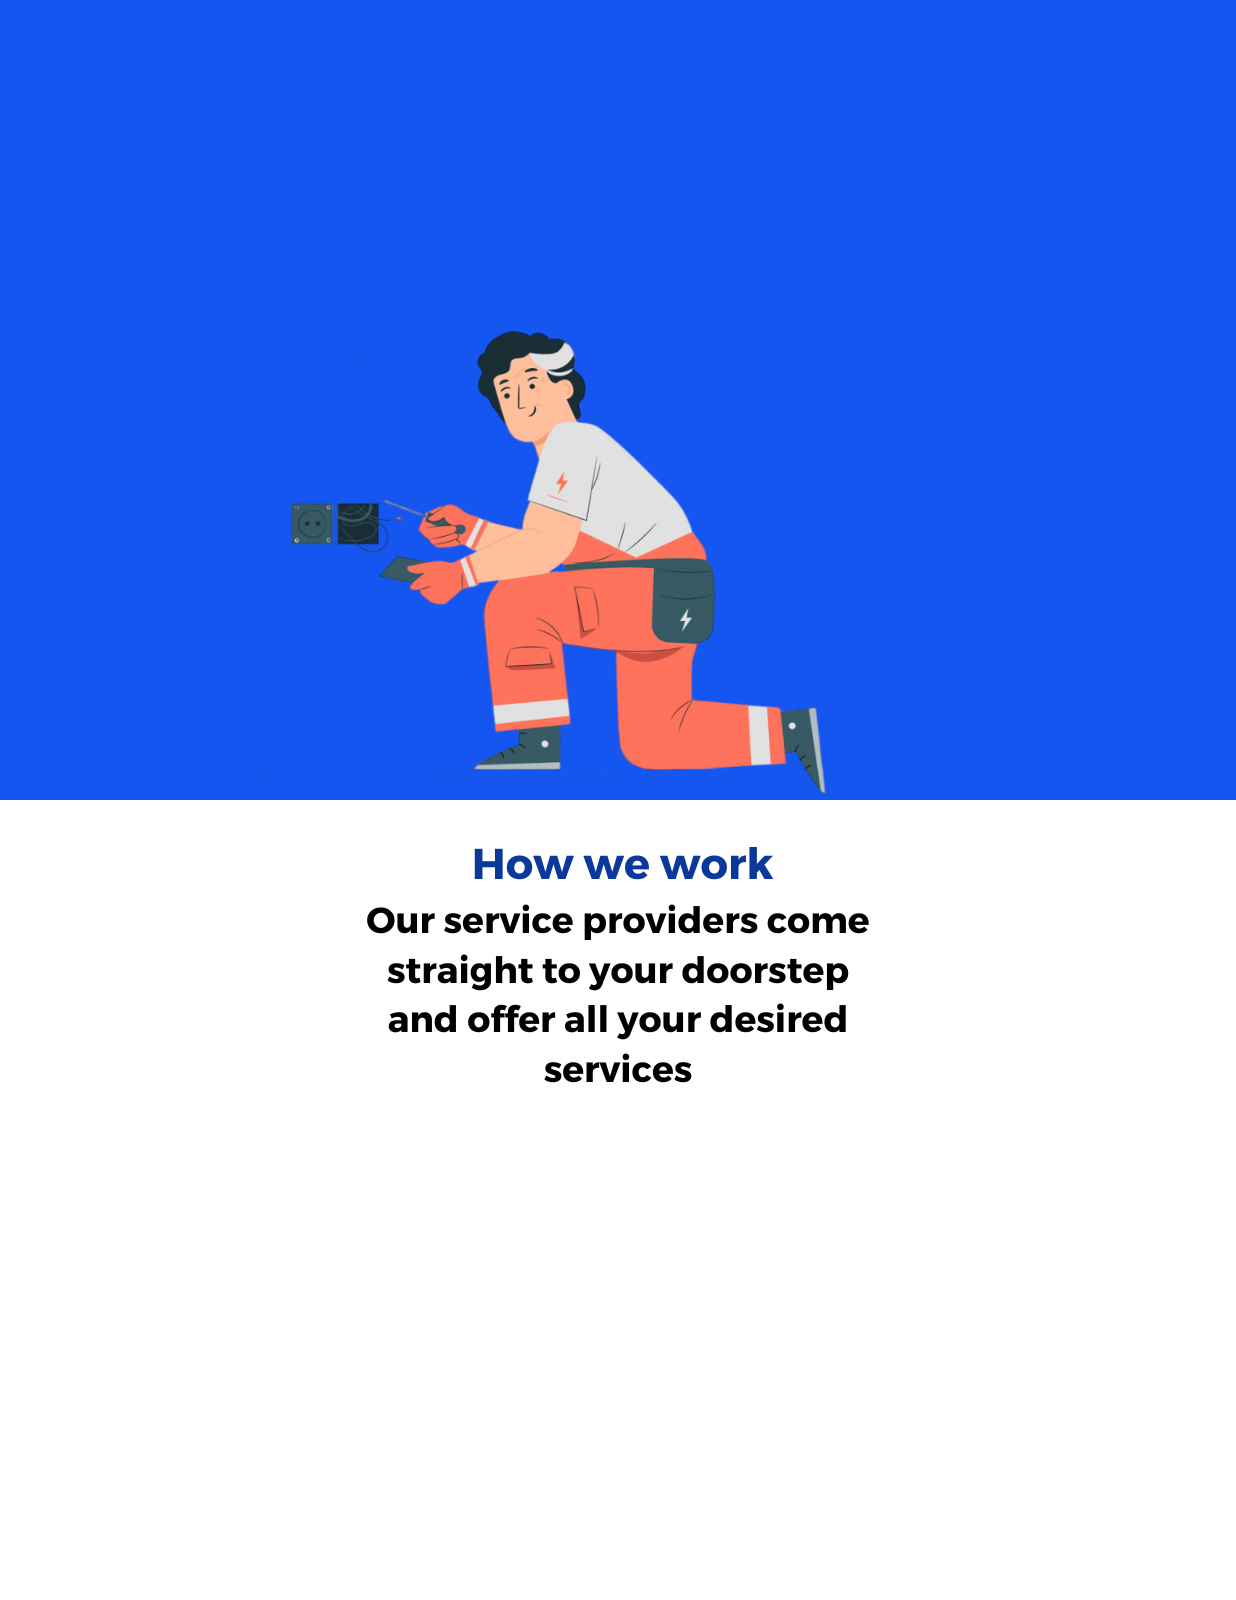 How we work
Our service providers come
straight to your doorstep
and offer all your desired
services